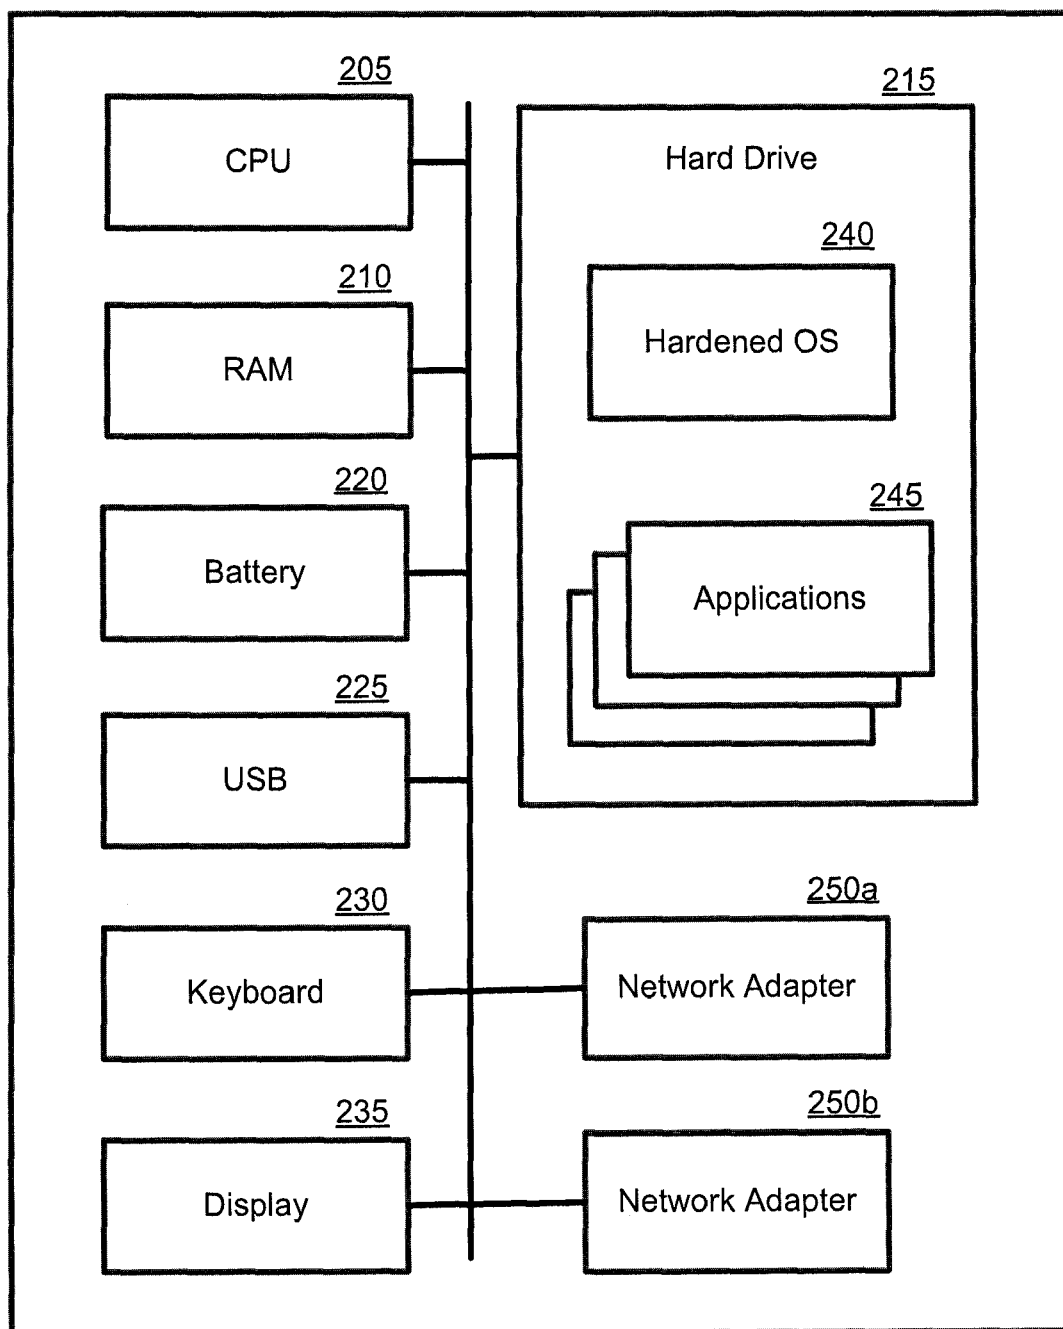 205
CPU
210
RAM
220
Battery
225
USB
230
Keyboard
235
Display
215
Hard Drive
240
Hardened OS
245
Applications
250a
Network Adapter
250b
Network Adapter